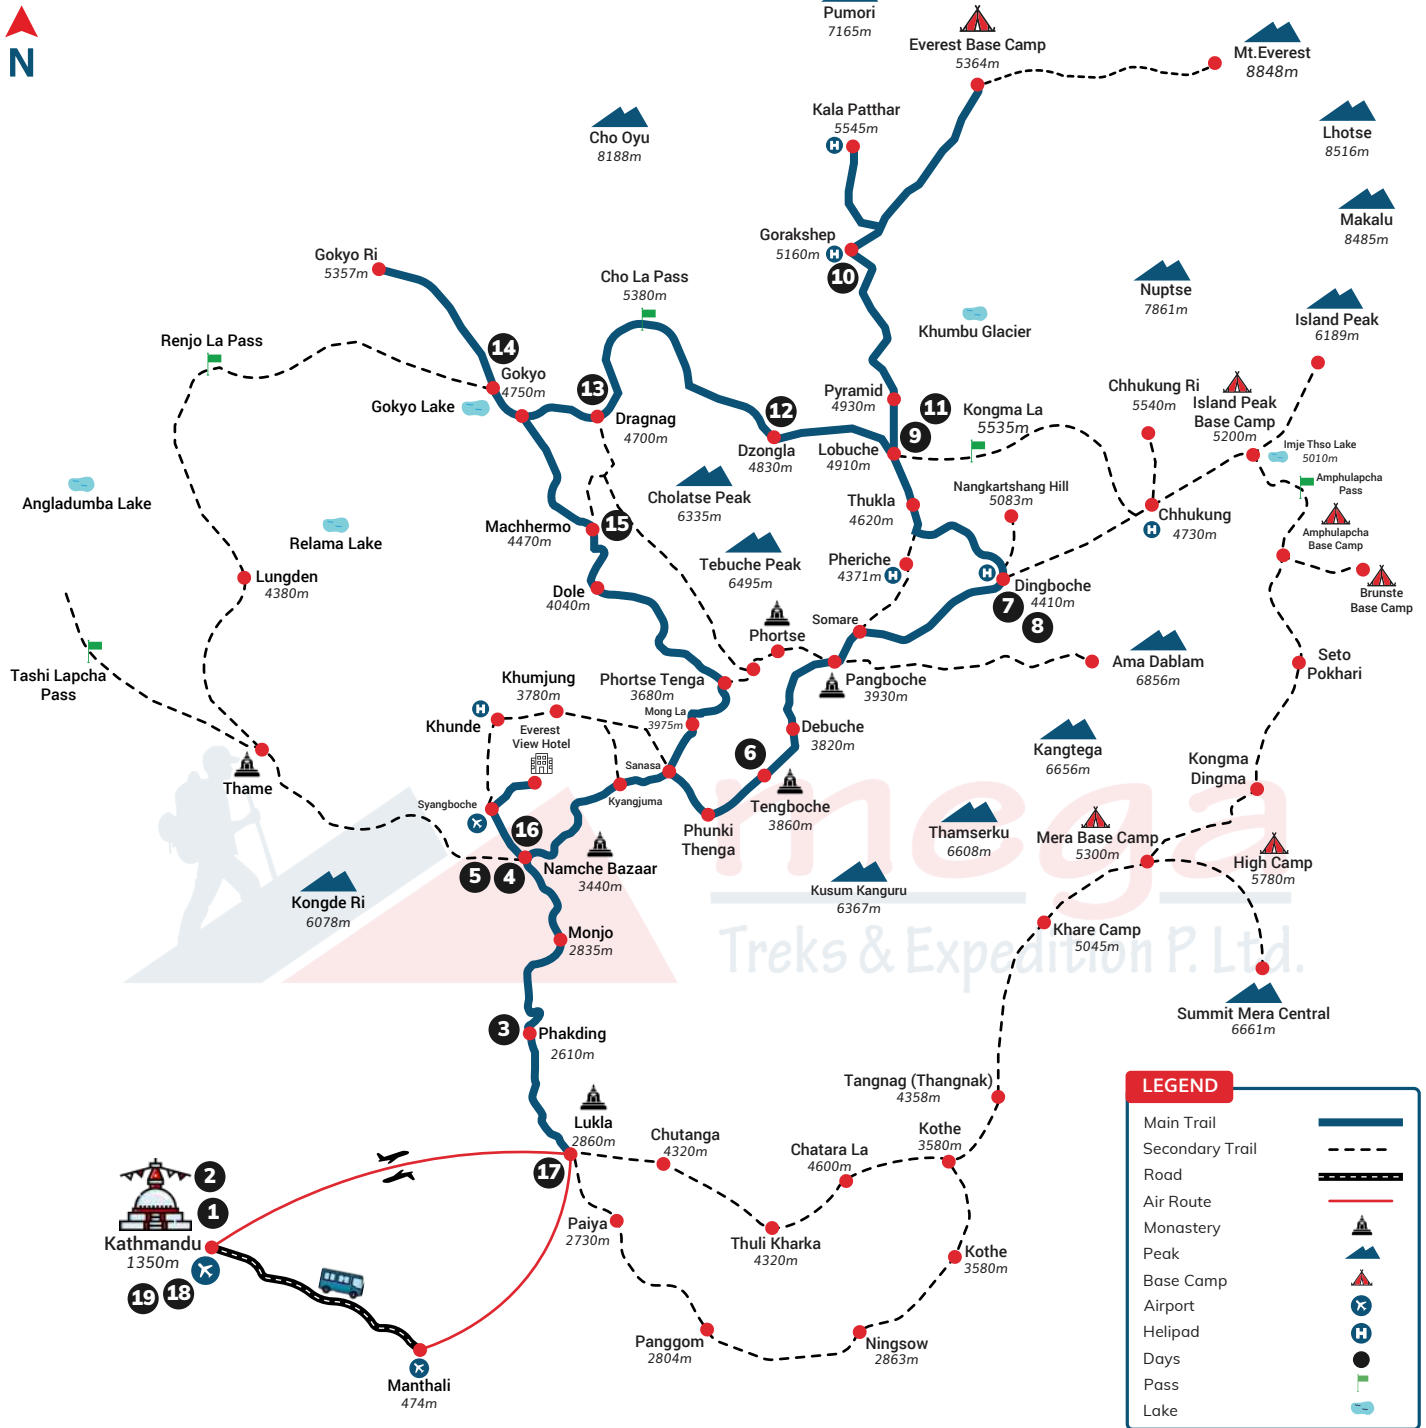 N
Pumori
7165m
Everest Base Camp
5364m
Mt.Everest
8848m
Kala Patthar
5545m
H
Cho Oyu
8188m
Lhotse
8516m
Makalu
8485m
Gorakshep
5160m
H
10
Gokyo Ri
5357m
Cho La Pass
5380m
Nuptse
7861m
Khumbu Glacier
Island Peak
6189m
Renjo La Pass
14
Gokyo
4750m
Gokyo Lake
13
Dragnag
4700m
12
Dzongla
4830m
Pyramid
4930m
11
9
Lobuche
4910m
Kongma La
5535m
Chhukung Ri
5540m
Island Peak
Base Camp
5200m
Imje Thso Lake
5010m
Amphulapcha
Pass
Amphulapcha
Base Camp
Brunste
Base Camp
Angladumba Lake
Relama Lake
Cholatse Peak
6335m
Nangkartshang Hill
5083m
Thukla
4620m
Chhukung
4730m
H
Machhermo
4470m
15
Tebuche Peak
6495m
Pheriche
4371m
H
H
Dingboche
4410m
7
8
Lungden
4380m
Dole
4040m
Somare
Phortse
Seto
Pokhari
Tashi Lapcha
Pass
Khumjung
3780m
Phortse Tenga
3680m
Pangboche
3930m
Ama Dablam
6856m
H
Khunde
Mong La
3975m
Everest
View Hotel
Debuche
3820m
6
Kangtega
6656m
Kongma
Dingma
Thame
Sanasa
Kyangjuma
Tengboche
3860m
Syangboche
Phunki
Thenga
Thamserku
6608m
Mera Base Camp
5300m
High Camp
5780m
mega
16
5
4
Namche Bazaar
3440m
Kongde Ri
6078m
Kusum Kanguru
6367m
Treks & Expedition P. Ltd.
Khare Camp
5045m
Monjo
2835m
Summit Mera Central
6661m
3
Phakding
2610m
Tangnag (Thangnak)
4358m
Lukla
2860m
17
Chutanga
4320m
Chatara La
4600m
Kothe
3580m
2
1
Kathmandu
1350m
19
18
Paiya
2730m
Thuli Kharka
4320m
Kothe
3580m
Panggom
2804m
Ningsow
2863m
Manthali
474m
LEGEND
Main Trail
Secondary Trail
Road
Air Route
Monastery
Peak
Base Camp
Airport
Helipad
H
Days
Pass
Lake